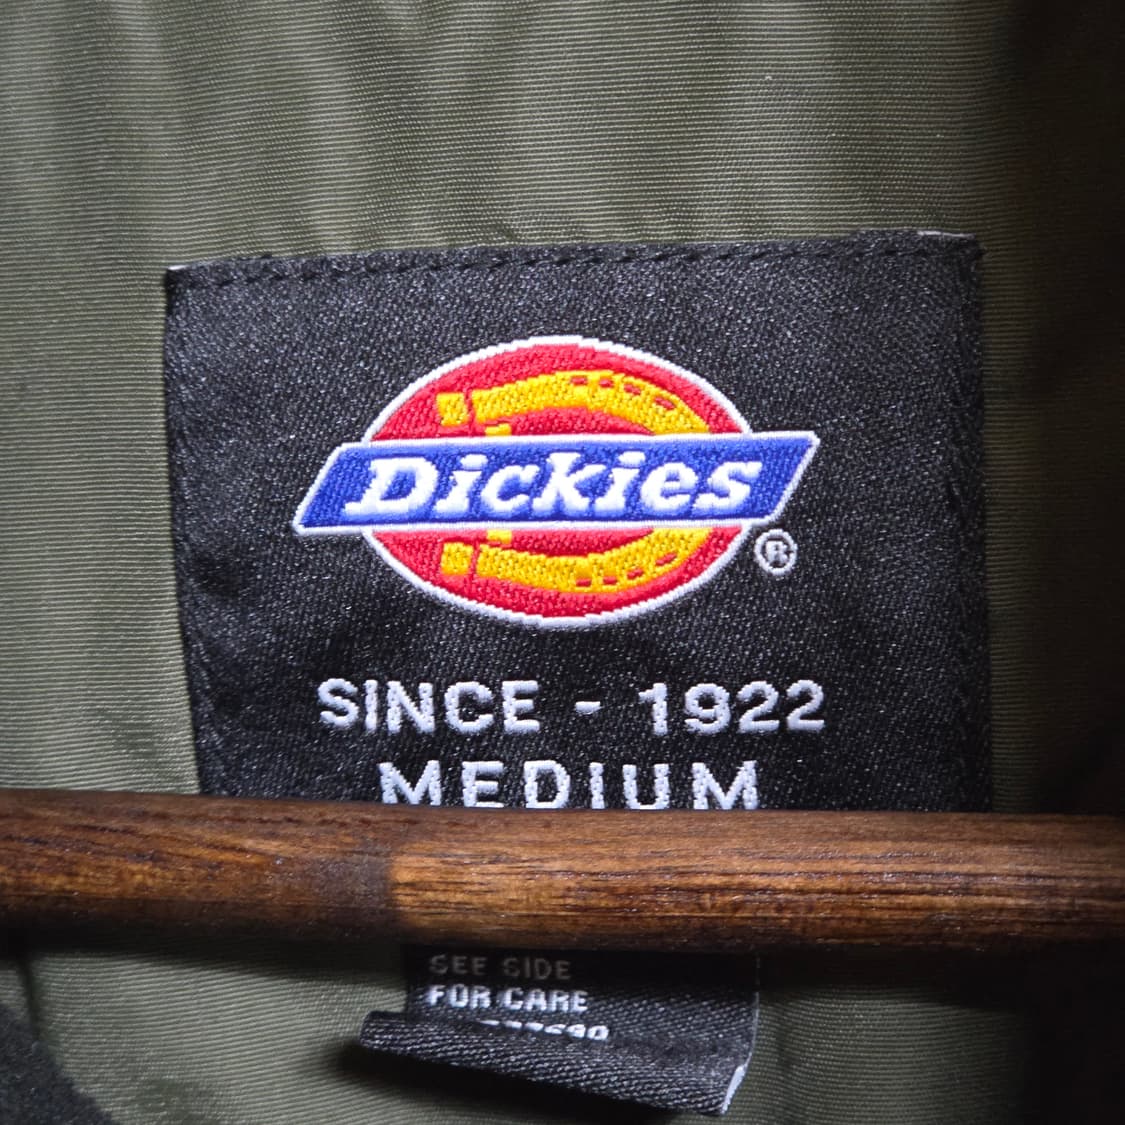 Dickies
®
SINCE - 1922
MEDIUM
SEE SIDE
FOR CARE